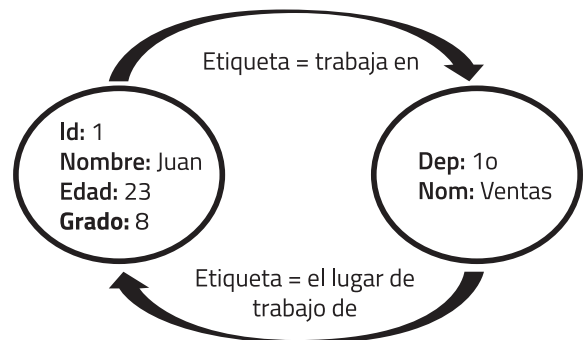 Etiqueta = trabaja en
Id: 1
Nombre: Juan
Edad: 23
Grado: 8
Dep: 1o
Nom: Ventas
Etiqueta = el lugar de
trabajo de